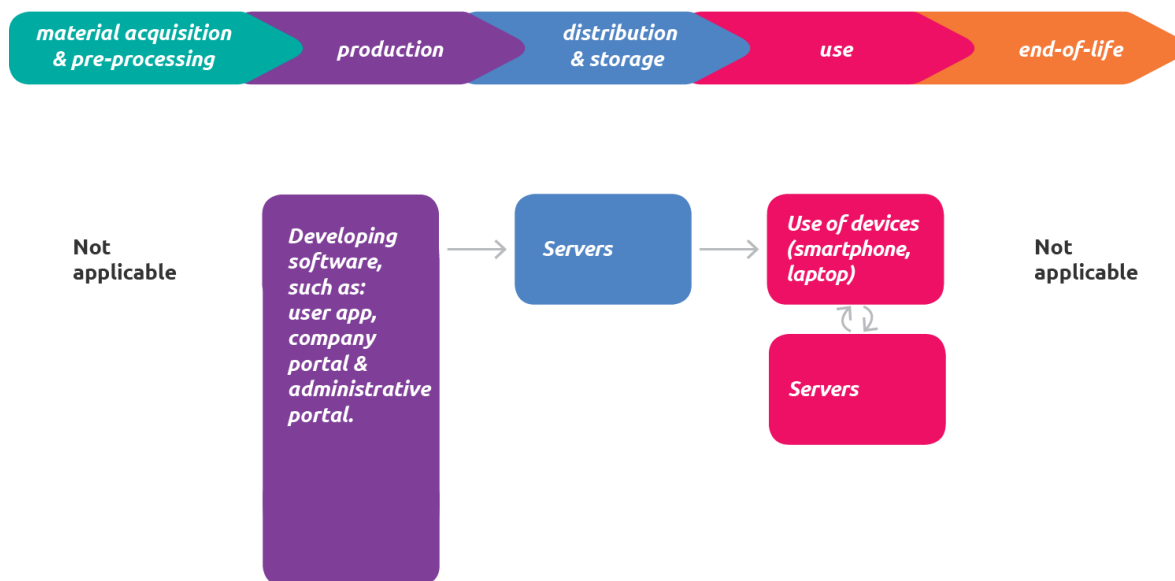 material acquisition
& pre-processing
production
distribution
& storage
use
end-of-life
Not
applicable
Developing
software,
such as:
user app,
company
portal &
administrative
portal.
Servers
Use of devices
(smartphone,
laptop)
Servers
Not
applicable